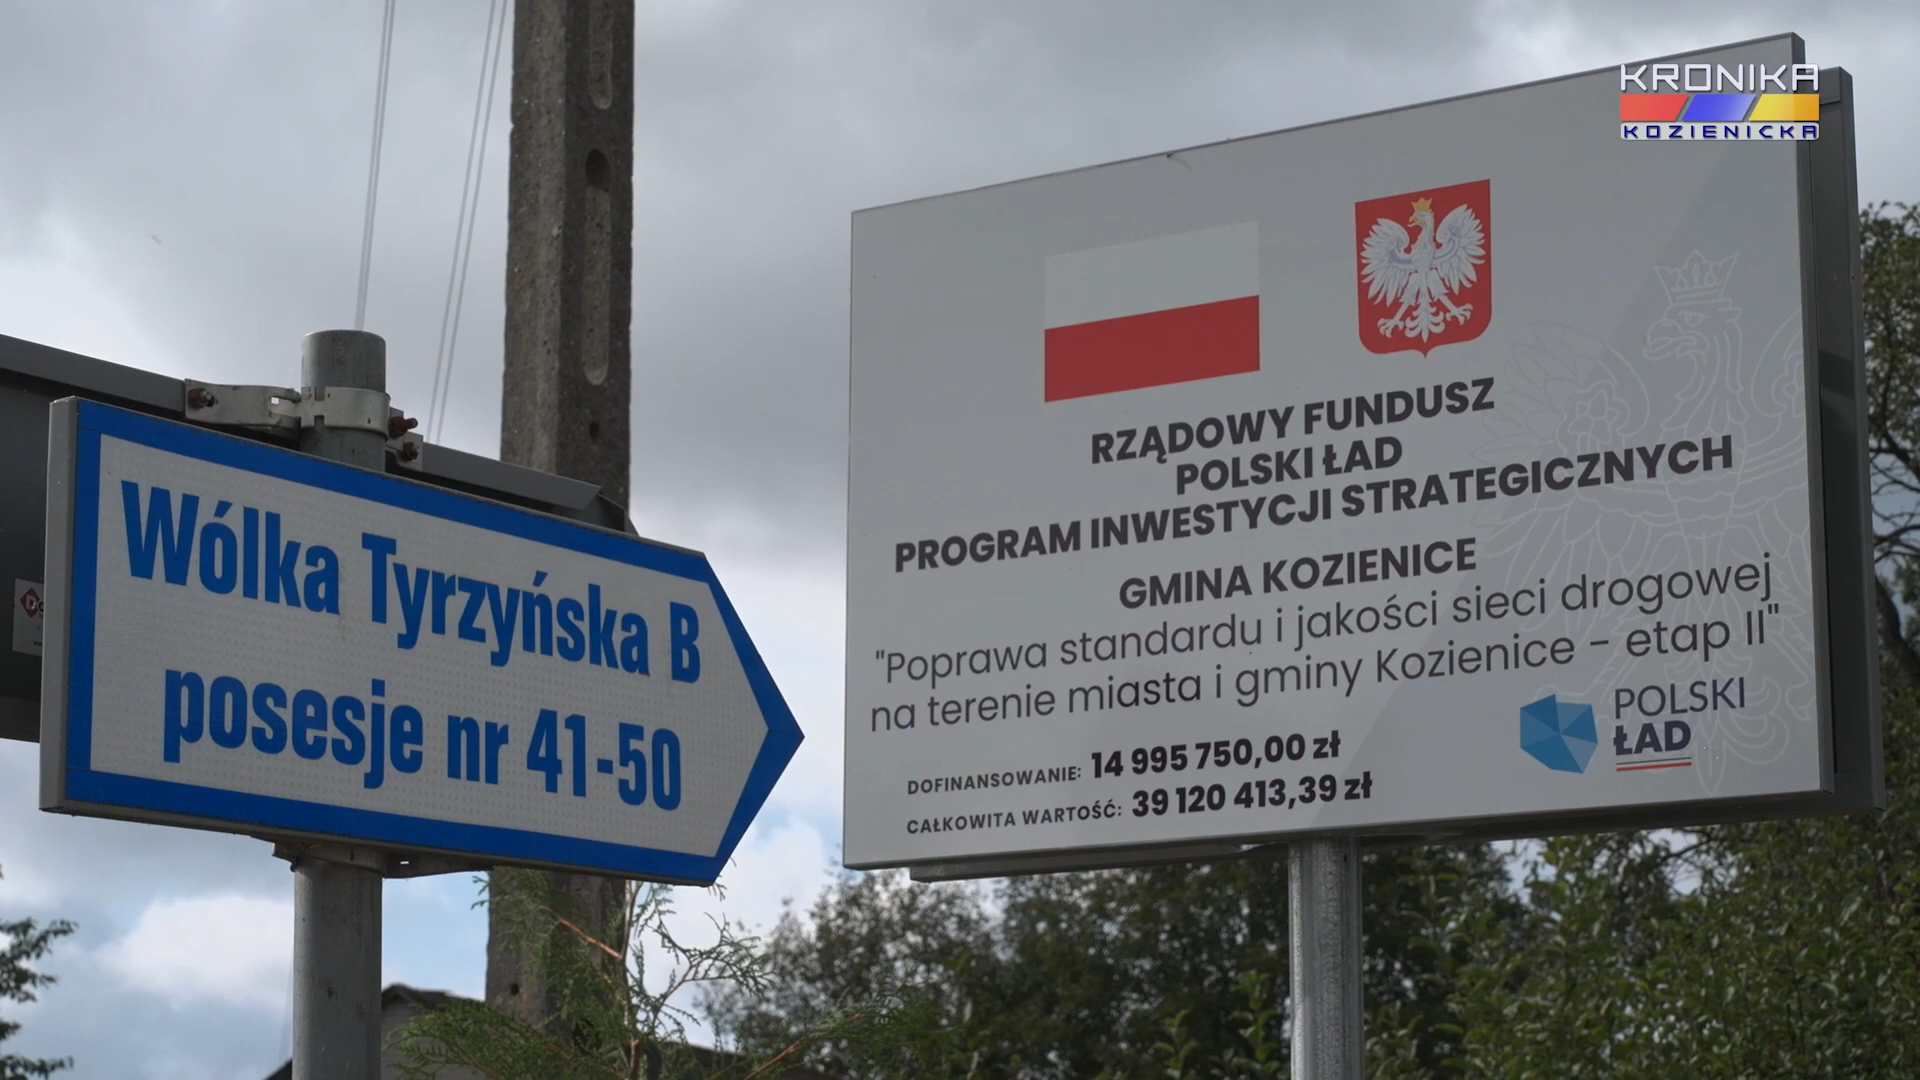 KRONIKA
KOZIENICKA
Wólka Tyrzyńska B
posesje nr 41-50
RZĄDOWY FUNDUSZ
POLSKI ŁAD
PROGRAM INWESTYCJI STRATEGICZNYCH
GMINA KOZIENICE
"Poprawa standardu i jakości sieci drogowej
na terenie miasta i gminy Kozienice - etap II"
DOFINANSOWANIE: 14 995 750,00 zł
CAŁKOWITA WARTOŚĆ: 39 120 413,39 zł
POLSKI
ŁAD